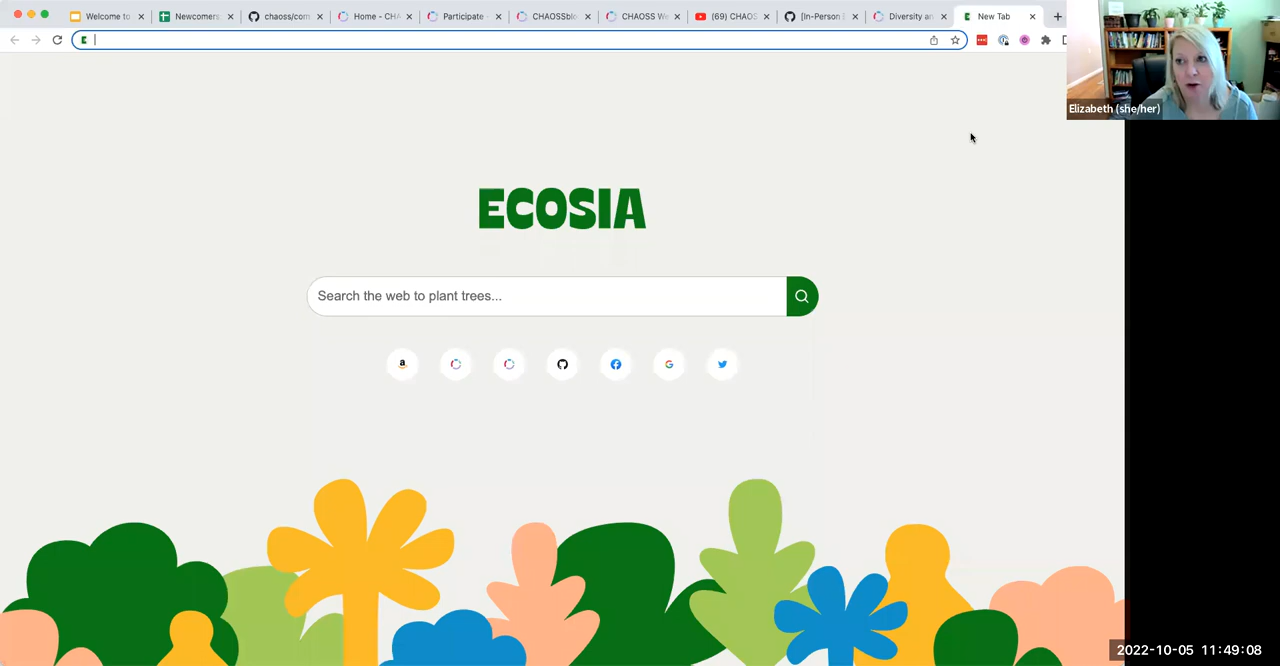 Welcome to
Newcomers
chaoss/com
Home - CHA
Participate -
CHAOSSblo
CHAOSS We
(69) CHAOS
[In-Person E
Diversity an
New Tab
Elizabeth (she/her)
ECOSIA
Search the web to plant trees...
2022-10-05 11:49:08